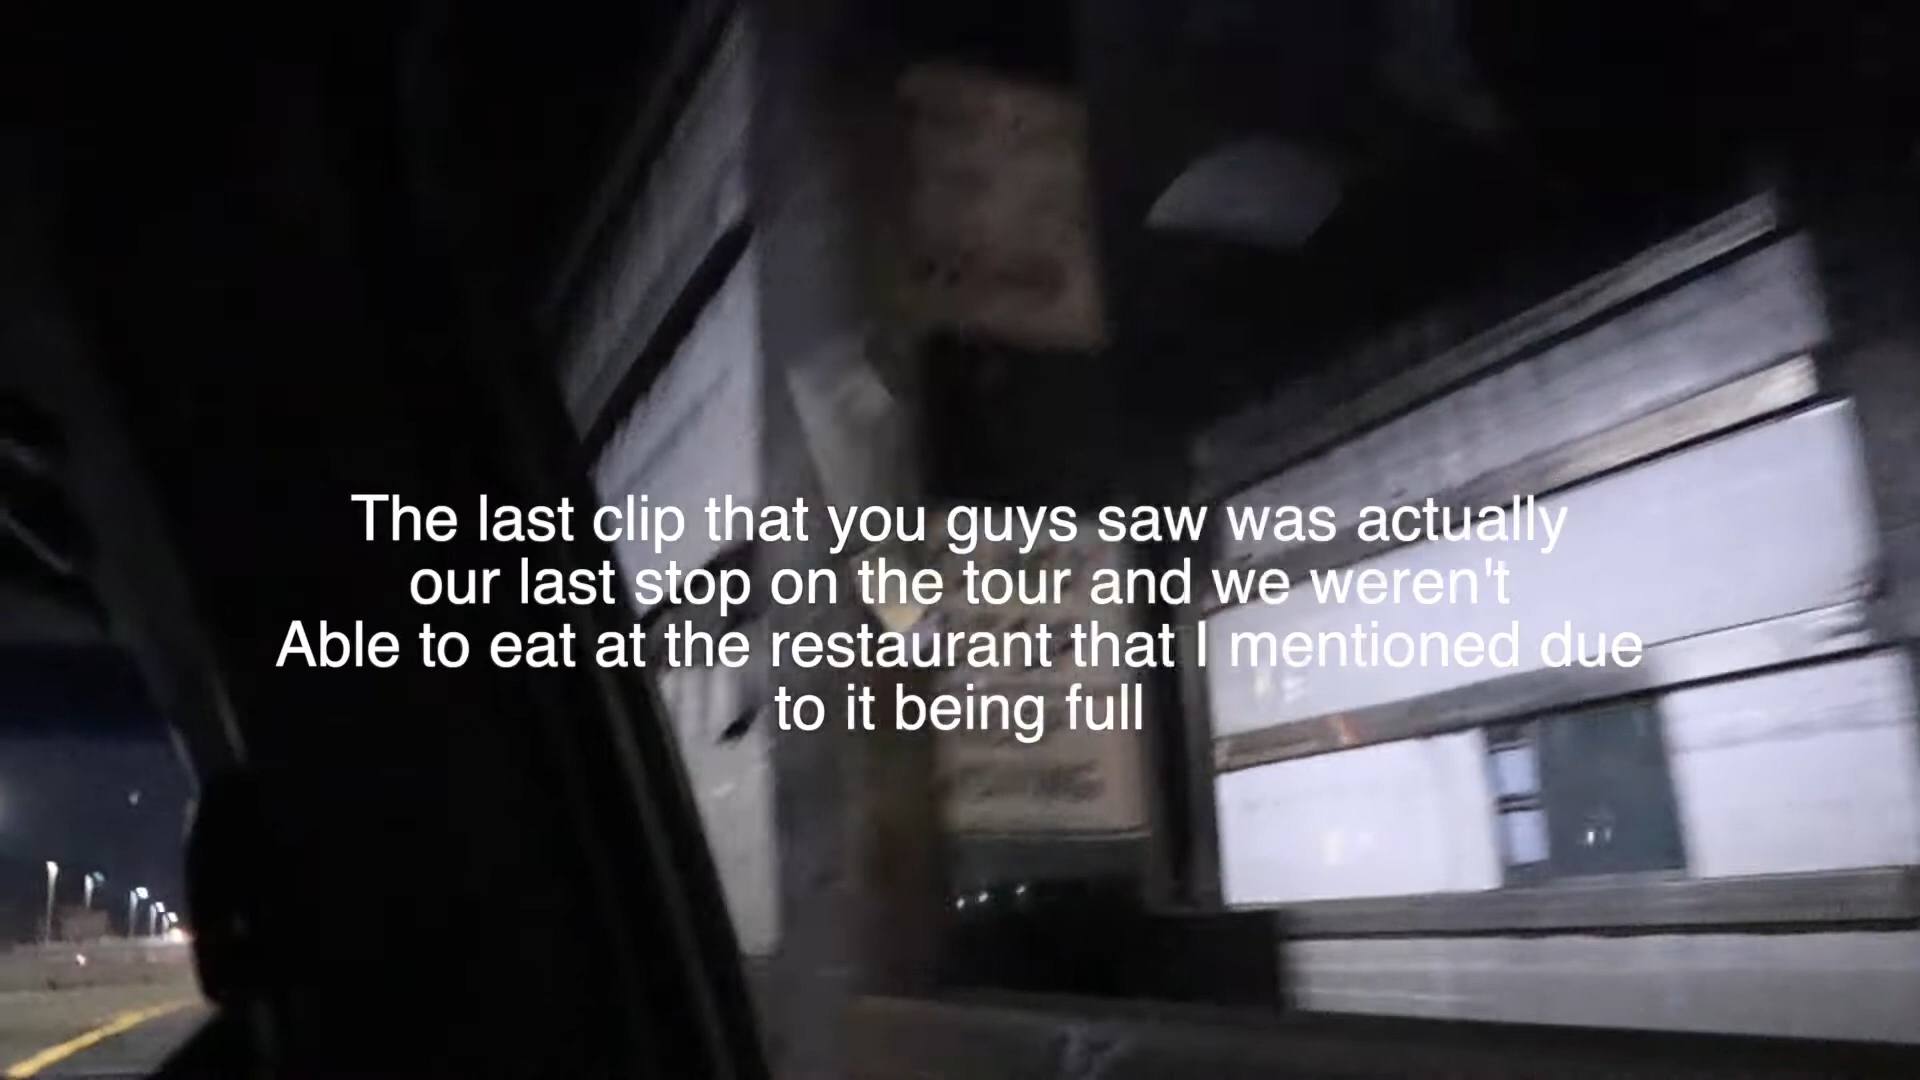 The last clip that you guys saw was actually
our last stop on the tour and we weren't
Able to eat at the restaurant that I mentioned due
to it being full